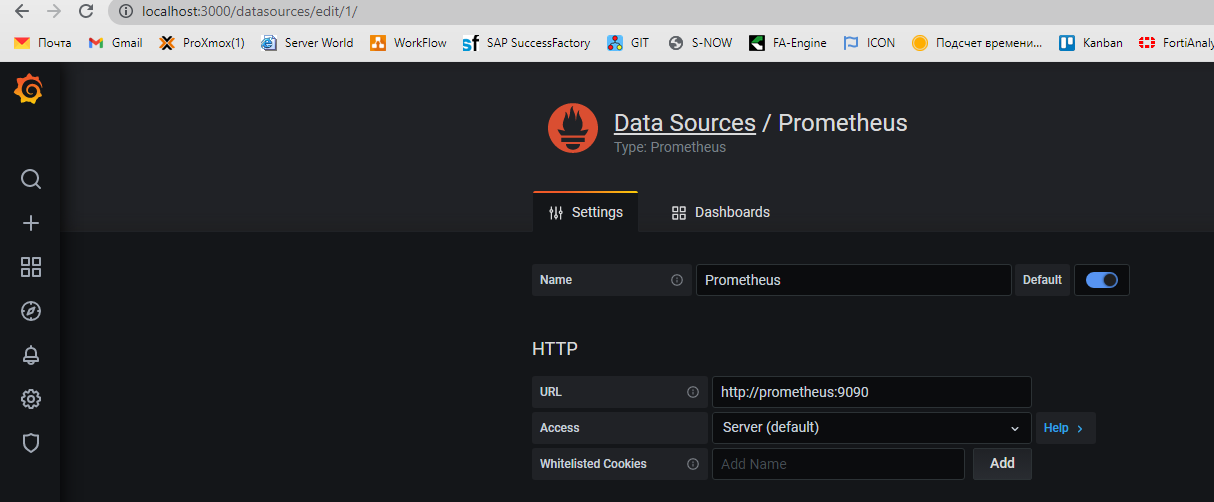 localhost:3000/datasources/edit/1/
Почта Gmail ProXmox(1) Server World WorkFlow SAP SuccessFactory GIT S-NOW FA-Engine ICON Подсчет времени... Kanban FortiAnaly
Data Sources / Prometheus
Type: Prometheus
Settings Dashboards
Name Prometheus Default
HTTP
URL http://prometheus:9090
Access Server (default) Help
Whitelisted Cookies Add Name Add